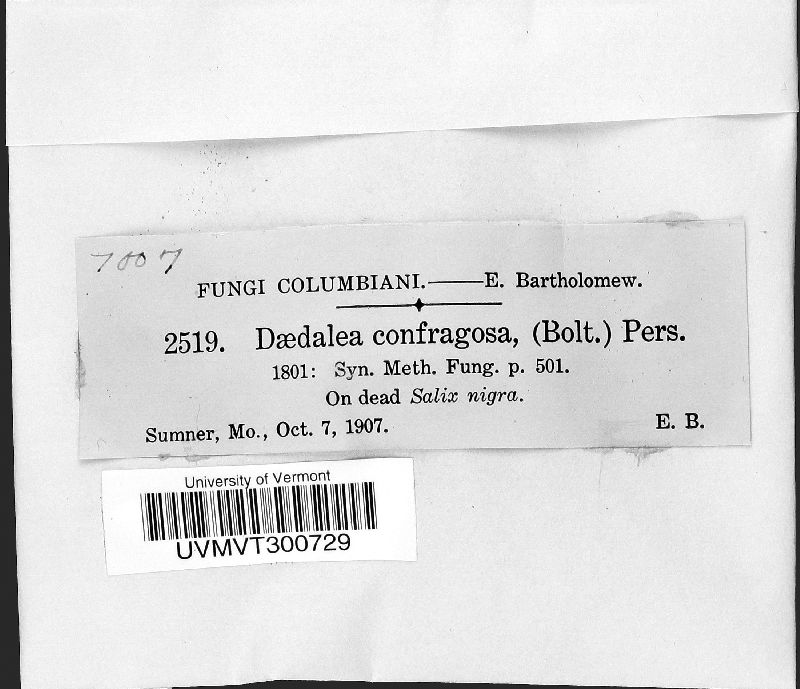 7007
FUNGI COLUMBIANI.——E. Bartholomew.
2519. Dædalea confragosa, (Bolt.) Pers.
1801: Syn. Meth. Fung. p. 501.
On dead Salix nigra.
Sumner, Mo., Oct. 7, 1907. E. B.
University of Vermont
UVMVT300729